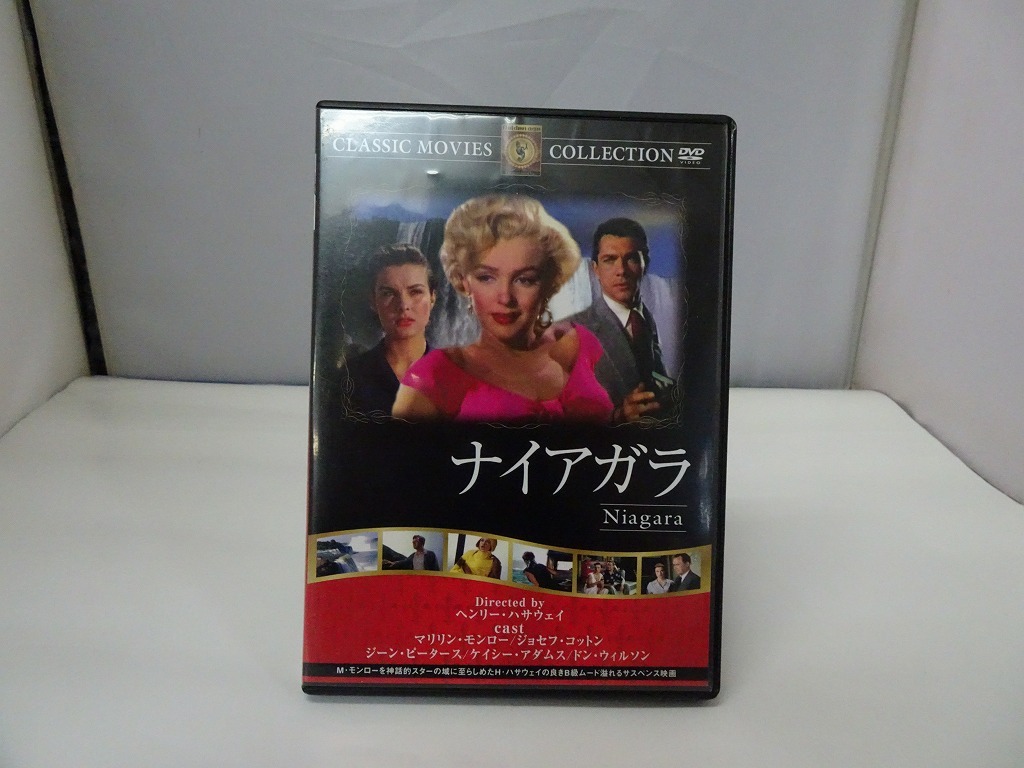 CLASSIC MOVIES COLLECTION DVD
VIDEO
ナイアガラ
Niagara
Directed by
ヘンリー・ハサウェイ
cast
マリリン・モンロー/ジョセフ・コットン
ジーン・ピータース/ケイシー・アダムス/ドン・ウィルソン
M・モンローを神話的スターの域に至らしめたH・ハサウェイの良きB級ムード溢れるサスペンス映画